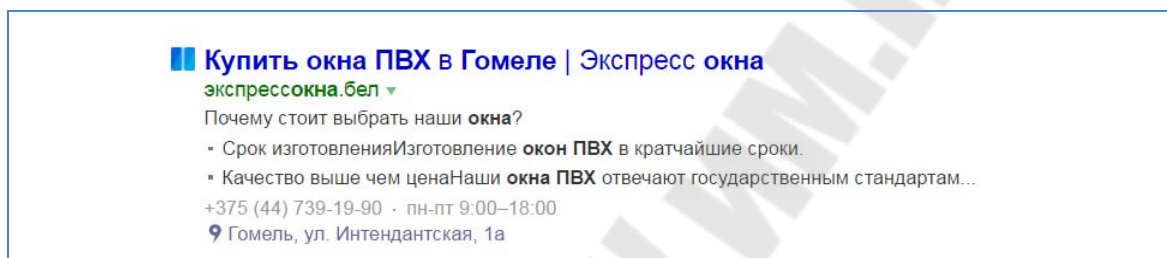 Купить окна ПВХ в Гомеле | Экспресс окна
экспрессокна.бел
Почему стоит выбрать наши окна?
▪ Срок изготовленияИзготовление окон ПВХ в кратчайшие сроки.
▪ Качество выше чем ценаНаши окна ПВХ отвечают государственным стандартам...
+375 (44) 739-19-90 · пн-пт 9:00–18:00
Гомель, ул. Интендантская, 1а